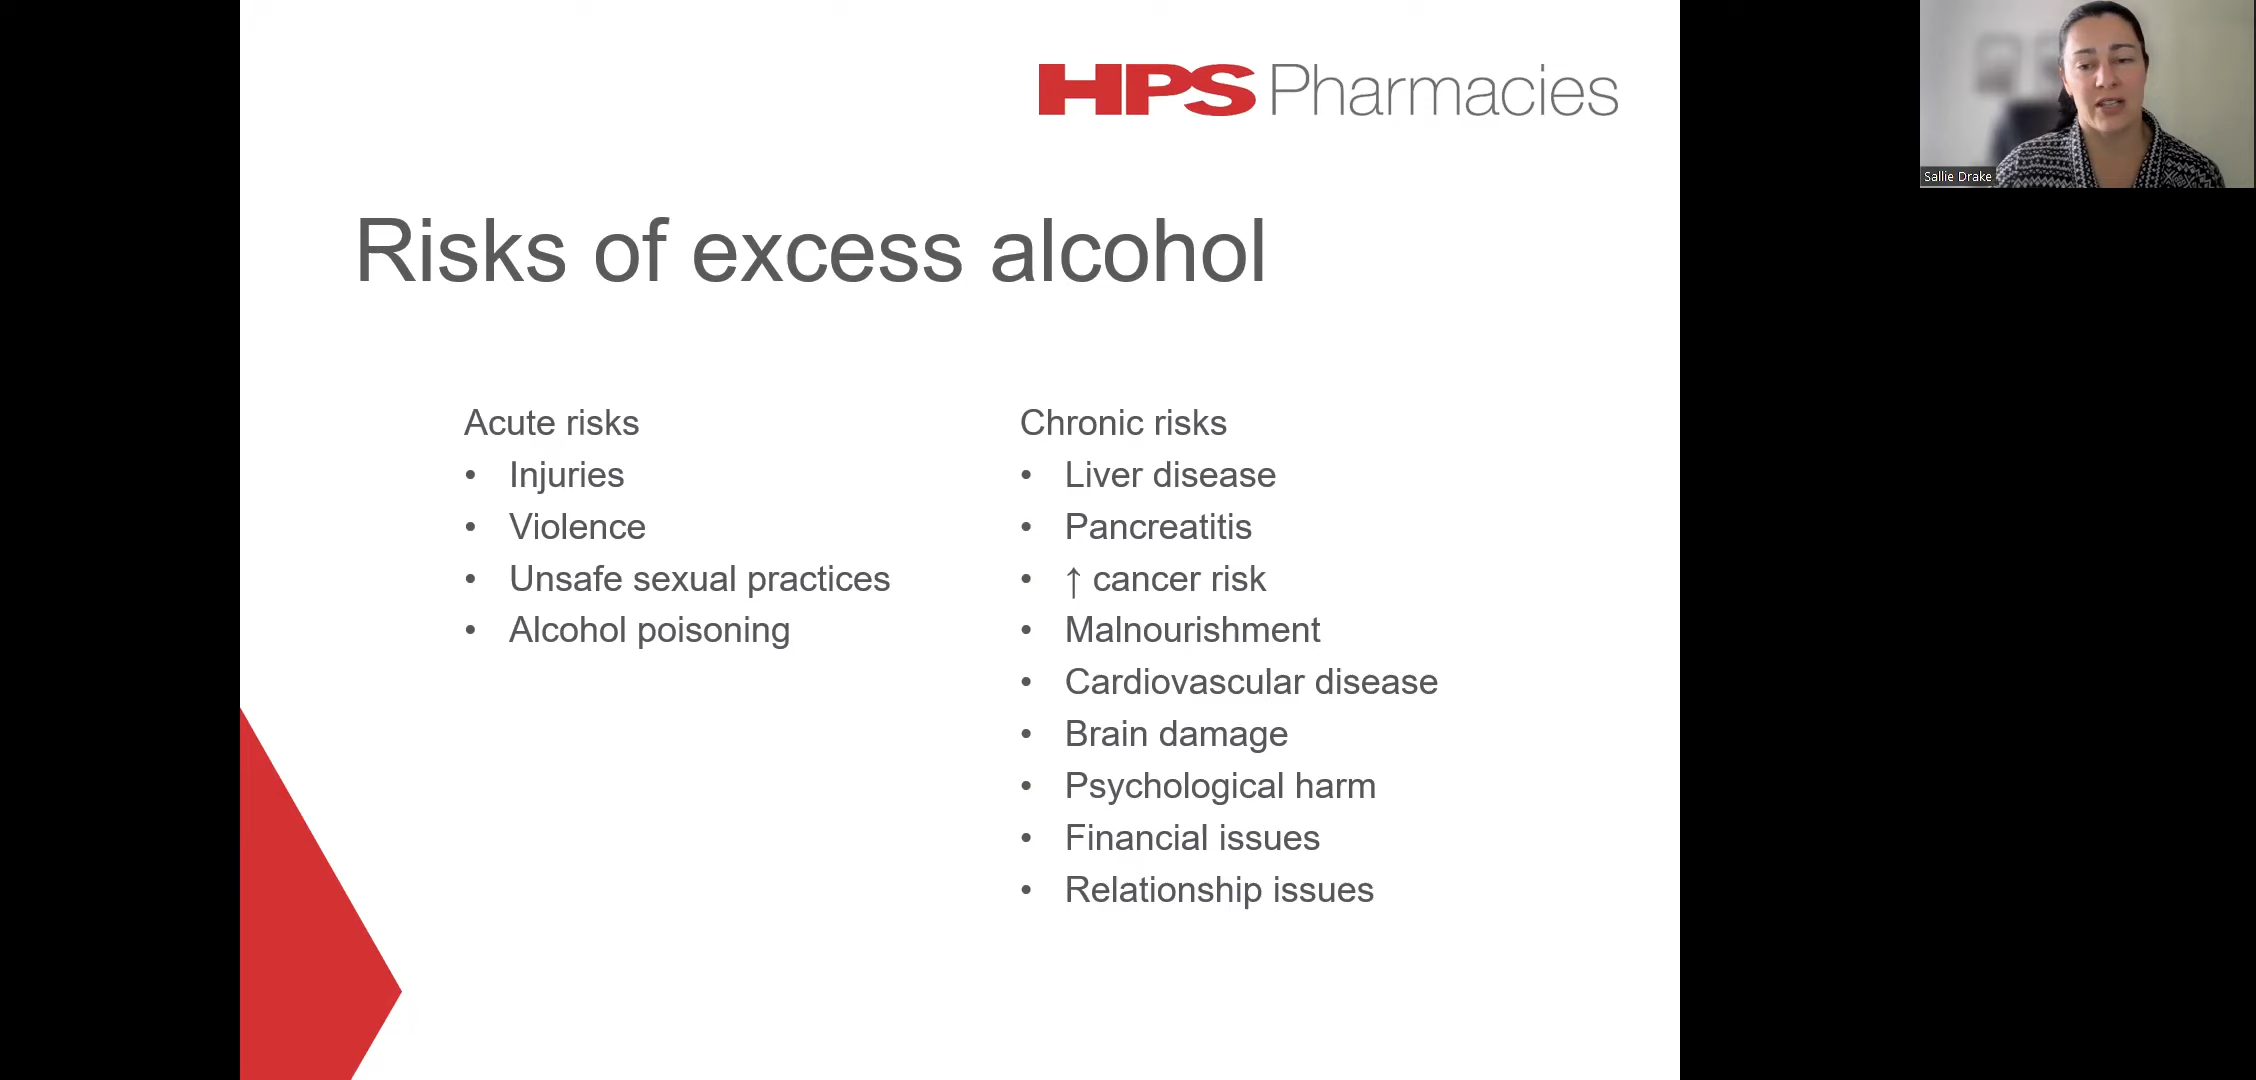 HPS Pharmacies
Sallie Drake
Risks of excess alcohol
Acute risks
• Injuries
• Violence
• Unsafe sexual practices
• Alcohol poisoning
Chronic risks
• Liver disease
• Pancreatitis
• ↑ cancer risk
• Malnourishment
• Cardiovascular disease
• Brain damage
• Psychological harm
• Financial issues
• Relationship issues